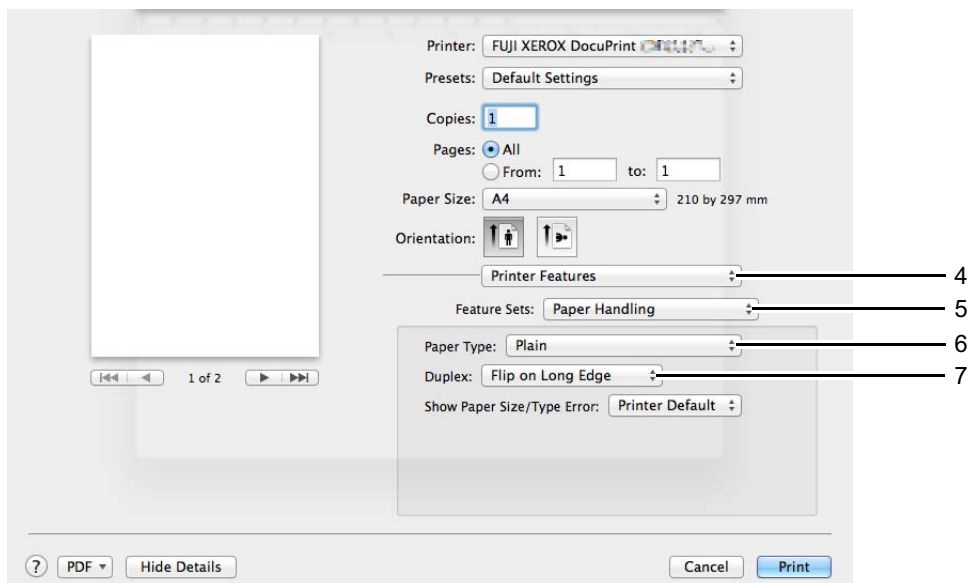 Printer: FUJI XEROX DocuPrint
Presets: Default Settings
Copies: 1
Pages: All
From: 1 to: 1
Paper Size: A4 210 by 297 mm
Orientation:
Printer Features 4
Feature Sets: Paper Handling 5
Paper Type: Plain 6
1 of 2
Duplex: Flip on Long Edge 7
Show Paper Size/Type Error: Printer Default
? PDF Hide Details Cancel Print